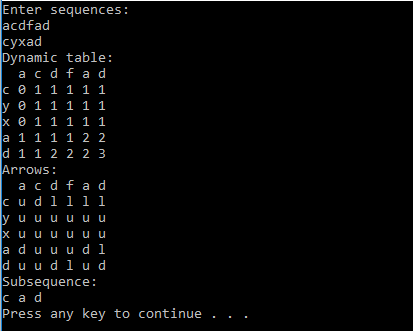 Enter sequences:
acdfad
cyxad
Dynamic table:
  a c d f a d
c 0 1 1 1 1 1
y 0 1 1 1 1 1
x 0 1 1 1 1 1
a 1 1 1 1 2 2
d 1 1 2 2 2 3
Arrows:
  a c d f a d
c u d l l l l
y u u u u u u
x u u u u u u
a d u u u d l
d u u d l u d
Subsequence:
c a d
Press any key to continue . . .